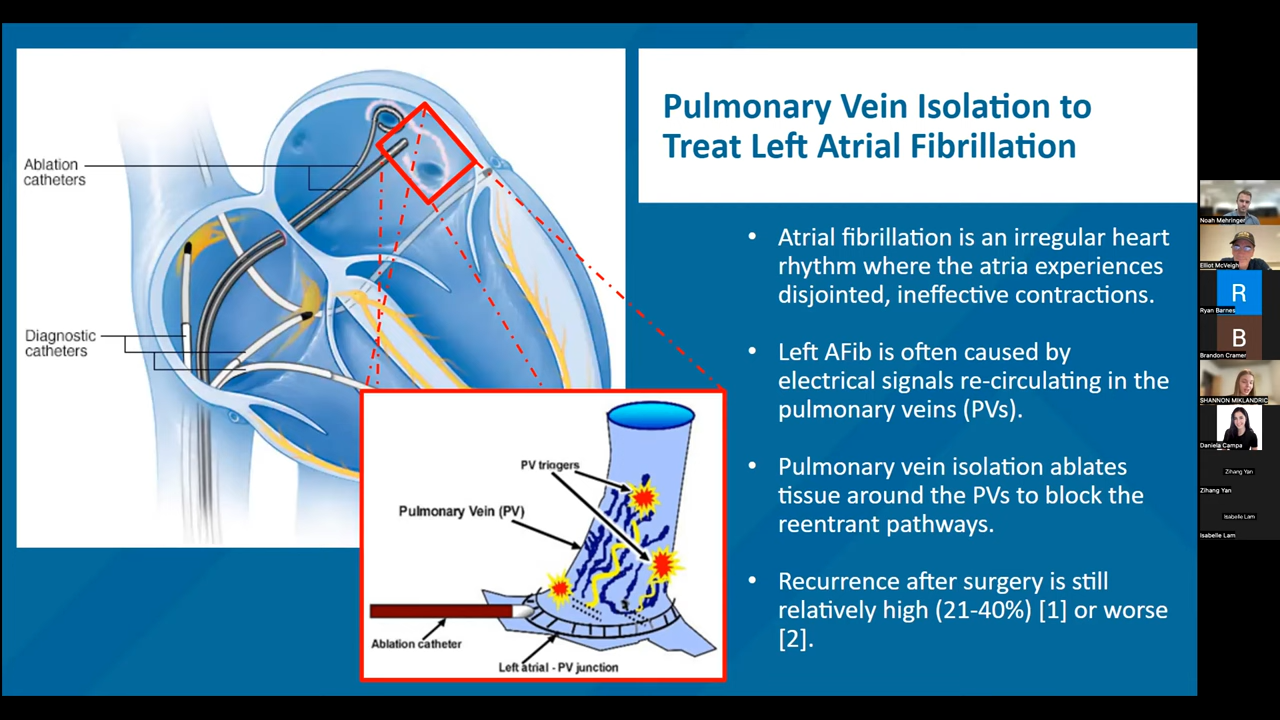 Pulmonary Vein Isolation to
Treat Left Atrial Fibrillation
Ablation
catheters
Diagnostic
catheters
PV triogers
Pulmonary Vein (PV)
Ablation catheter
Left atrial - PV junction
• Atrial fibrillation is an irregular heart
rhythm where the atria experiences
disjointed, ineffective contractions.
• Left AFib is often caused by
electrical signals re-circulating in the
pulmonary veins (PVs).
• Pulmonary vein isolation ablates
tissue around the PVs to block the
reentrant pathways.
• Recurrence after surgery is still
relatively high (21-40%) [1] or worse
[2].
Noah Mehringer
Elliot McVeigh
R
Ryan Barnes
B
Brandon Cramer
SHANNON MIKLANDRIC
Daniela Campa
Zihang Yan
Zihang Yan
Isabelle Lam
Isabelle Lam